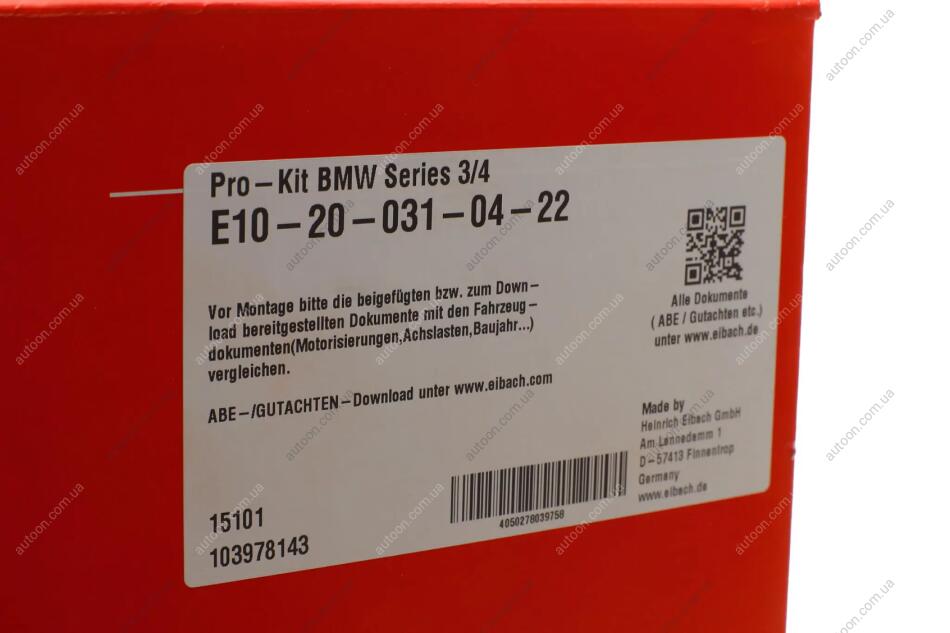 Pro-Kit BMW Series 3/4
E10-20-031-04-22
Vor Montage bitte die beigefügten bzw. zum Down-
load bereitgestellten Dokumente mit den Fahrzeug-
dokumenten(Motorisierungen,Achslasten,Baujahr...)
vergleichen.
ABE-/GUTACHTEN-Download unter www.eibach.com
15101
103978143
4050278039758
Alle Dokumente
( ABE / Gutachten etc.)
unter www.eibach.de
Made by
Heinrich Eibach GmbH
Am Lennedamm 1
D-57413 Finnentrop
Germany
www.eibach.de
autoon.com.ua